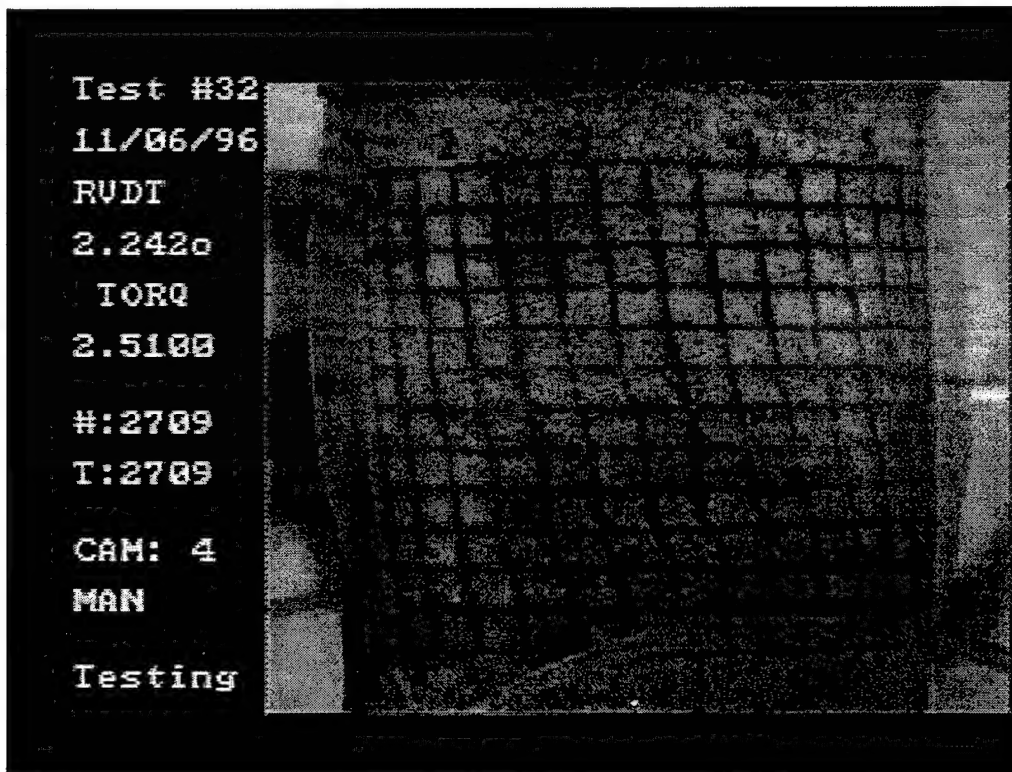 Test #32
11/06/96
RVDT
2.242o
TORQ
2.5100
#:2709
T:2709
CAM: 4
MAN
Testing